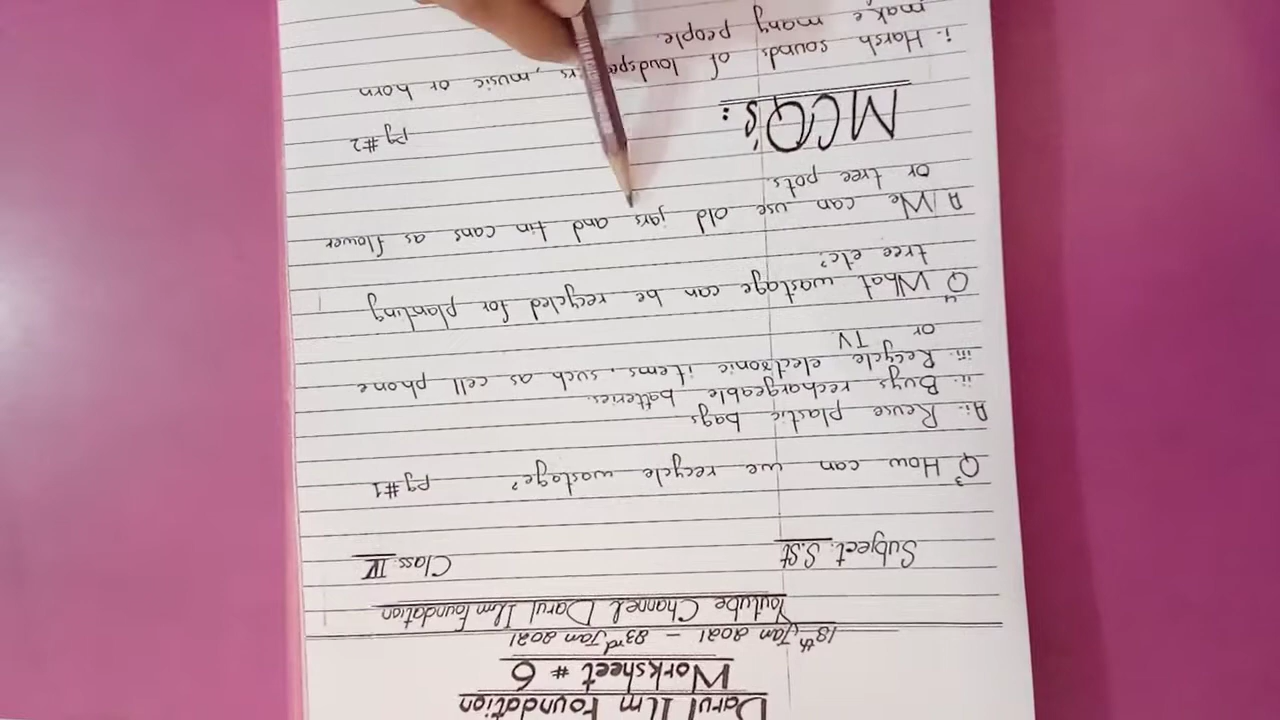 Darul Ilm Foundation
Worksheet # 6
18th Jan 2021 - 23rd Jan 2021
Youtube Channel Darul Ilm Foundation
Subject: S.St Class: IV
Q3 How can we recycle wastage? pg #1
A i. Reuse plastic bags
ii. Buys rechargeable batteries.
iii. Recycle electronic items. such as cell phone
or TV
Q4 What wastage can be recycled for planting
tree etc?
A/ We can use old jars and tin cans as flower
or tree pots.
MCQ's: pg #2
i. Harsh sounds of music or horn
make many people.